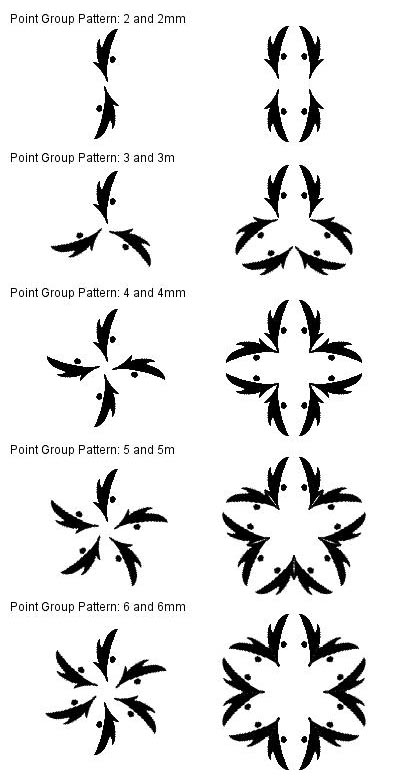 Point Group Pattern: 2 and 2mm
Point Group Pattern: 3 and 3m
Point Group Pattern: 4 and 4mm
Point Group Pattern: 5 and 5m
Point Group Pattern: 6 and 6mm